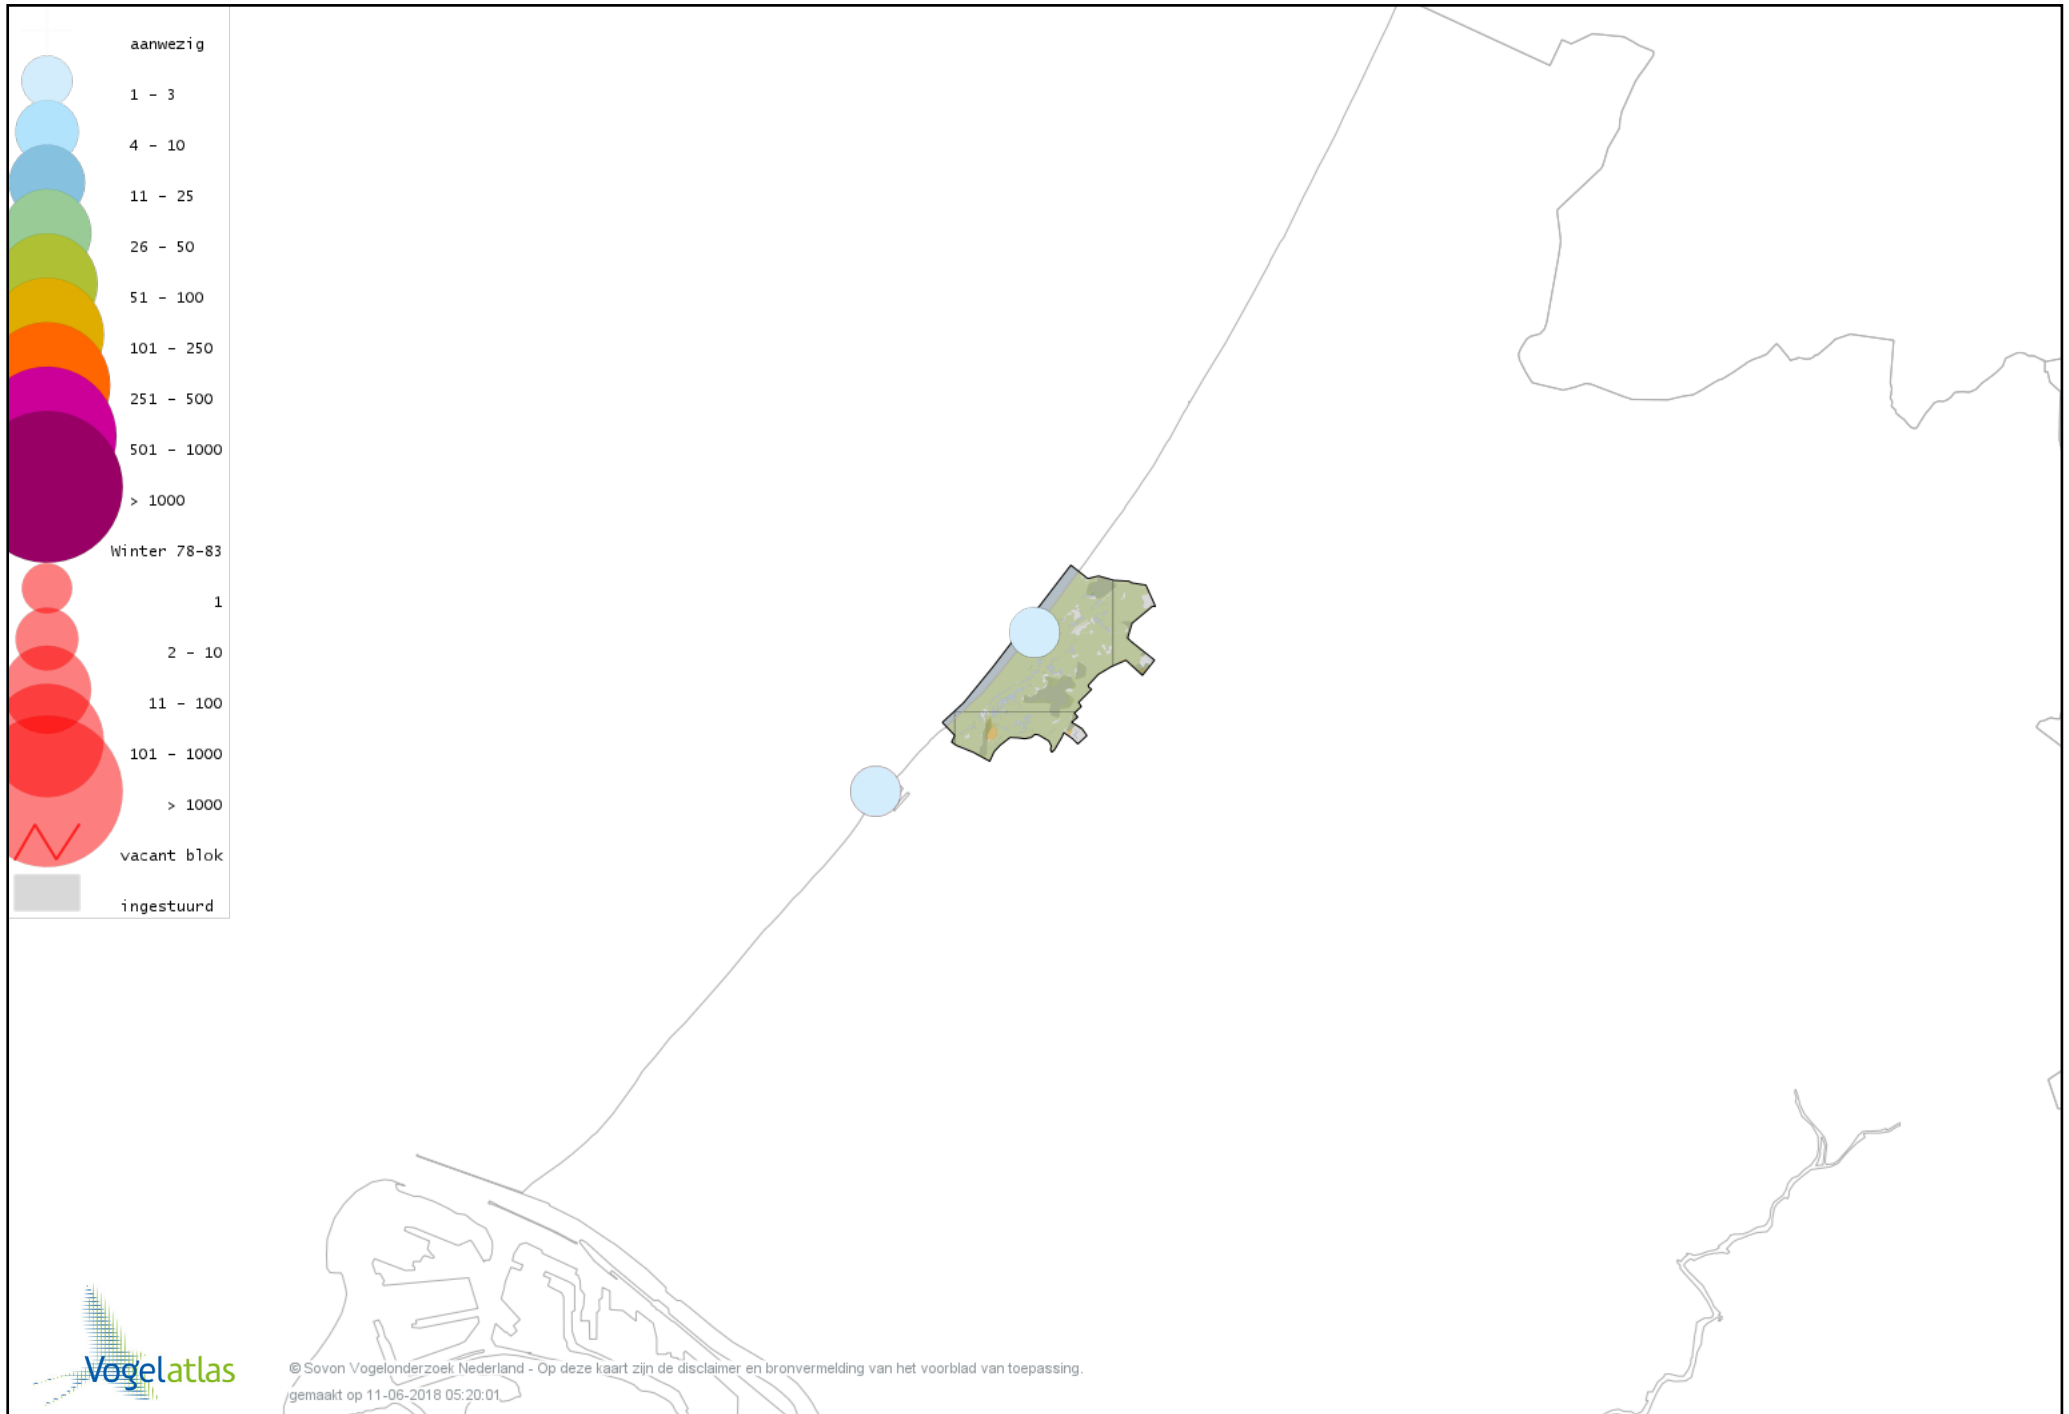 aanwezig
1 - 3
4 - 10
11 - 25
26 - 50
51 - 100
101 - 250
251 - 500
501 - 1000
> 1000
Winter 78-83
1
2 - 10
11 - 100
101 - 1000
> 1000
vacant blok
ingestuurd
Vogelatlas
© Sovon Vogelonderzoek Nederland - Op deze kaart zijn de disclaimer en bronvermelding van het voorblad van toepassing.
gemaakt op 11-06-2018 05:20:01